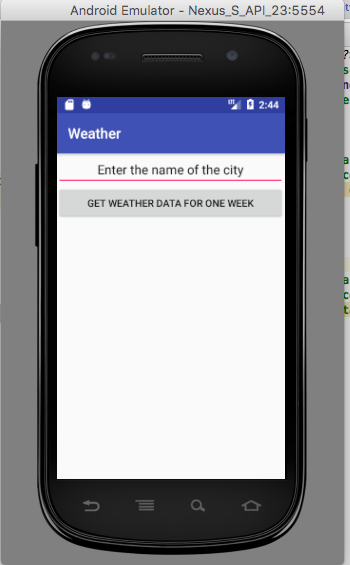 Android Emulator - Nexus_S_API_23:5554
2:44
Weather
Enter the name of the city
GET WEATHER DATA FOR ONE WEEK